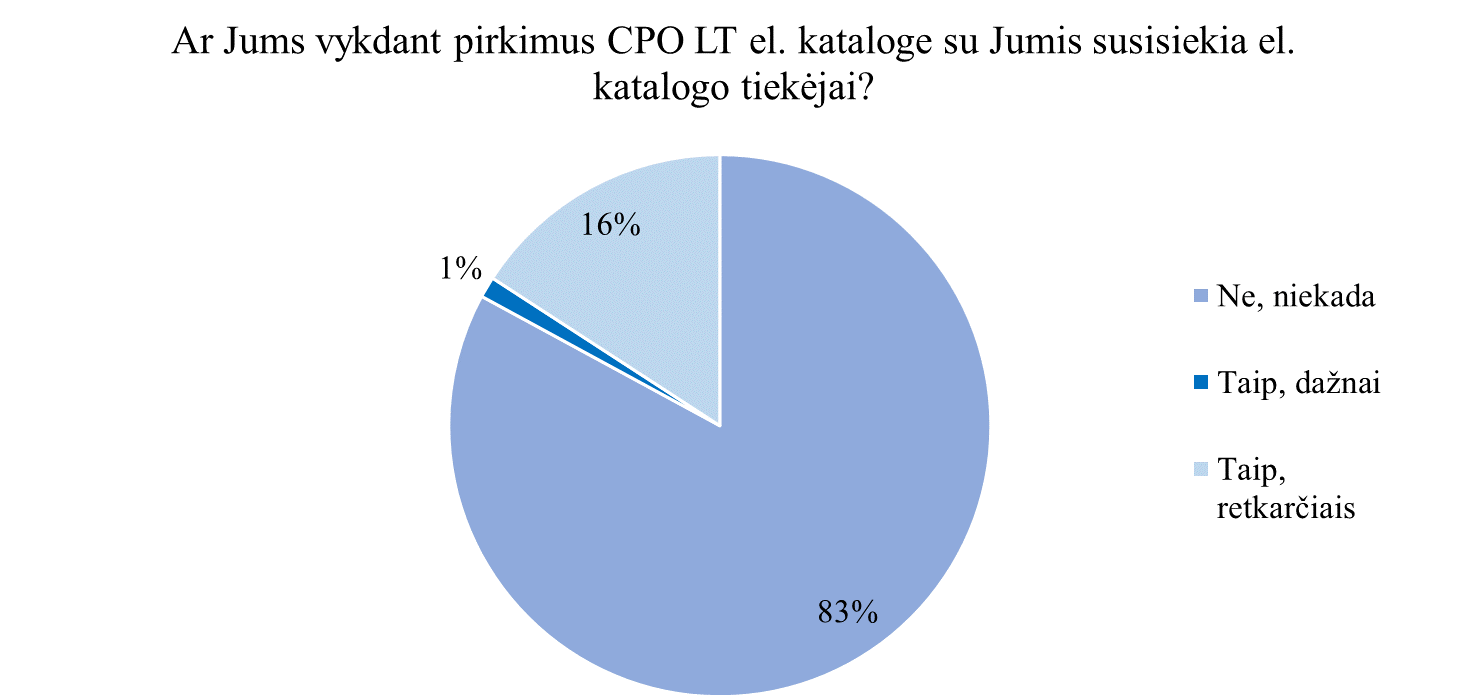 Ar Jums vykdant pirkimus CPO LT el. kataloge su Jumis susisiekia el.
katalogo tiekėjai?
16%
1%
83%
Ne, niekada
Taip, dažnai
Taip,
retkarčiais